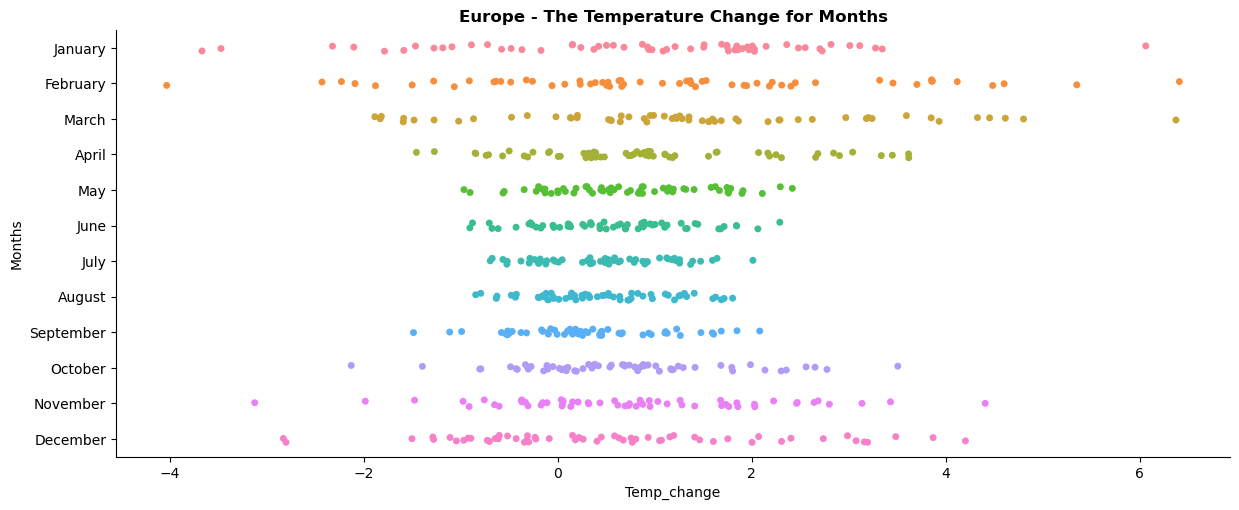 Europe - The Temperature Change for Months
January
February
March
April
May
June
July
August
September
October
November
December
Months
−4
−2
0
2
4
6
Temp_change